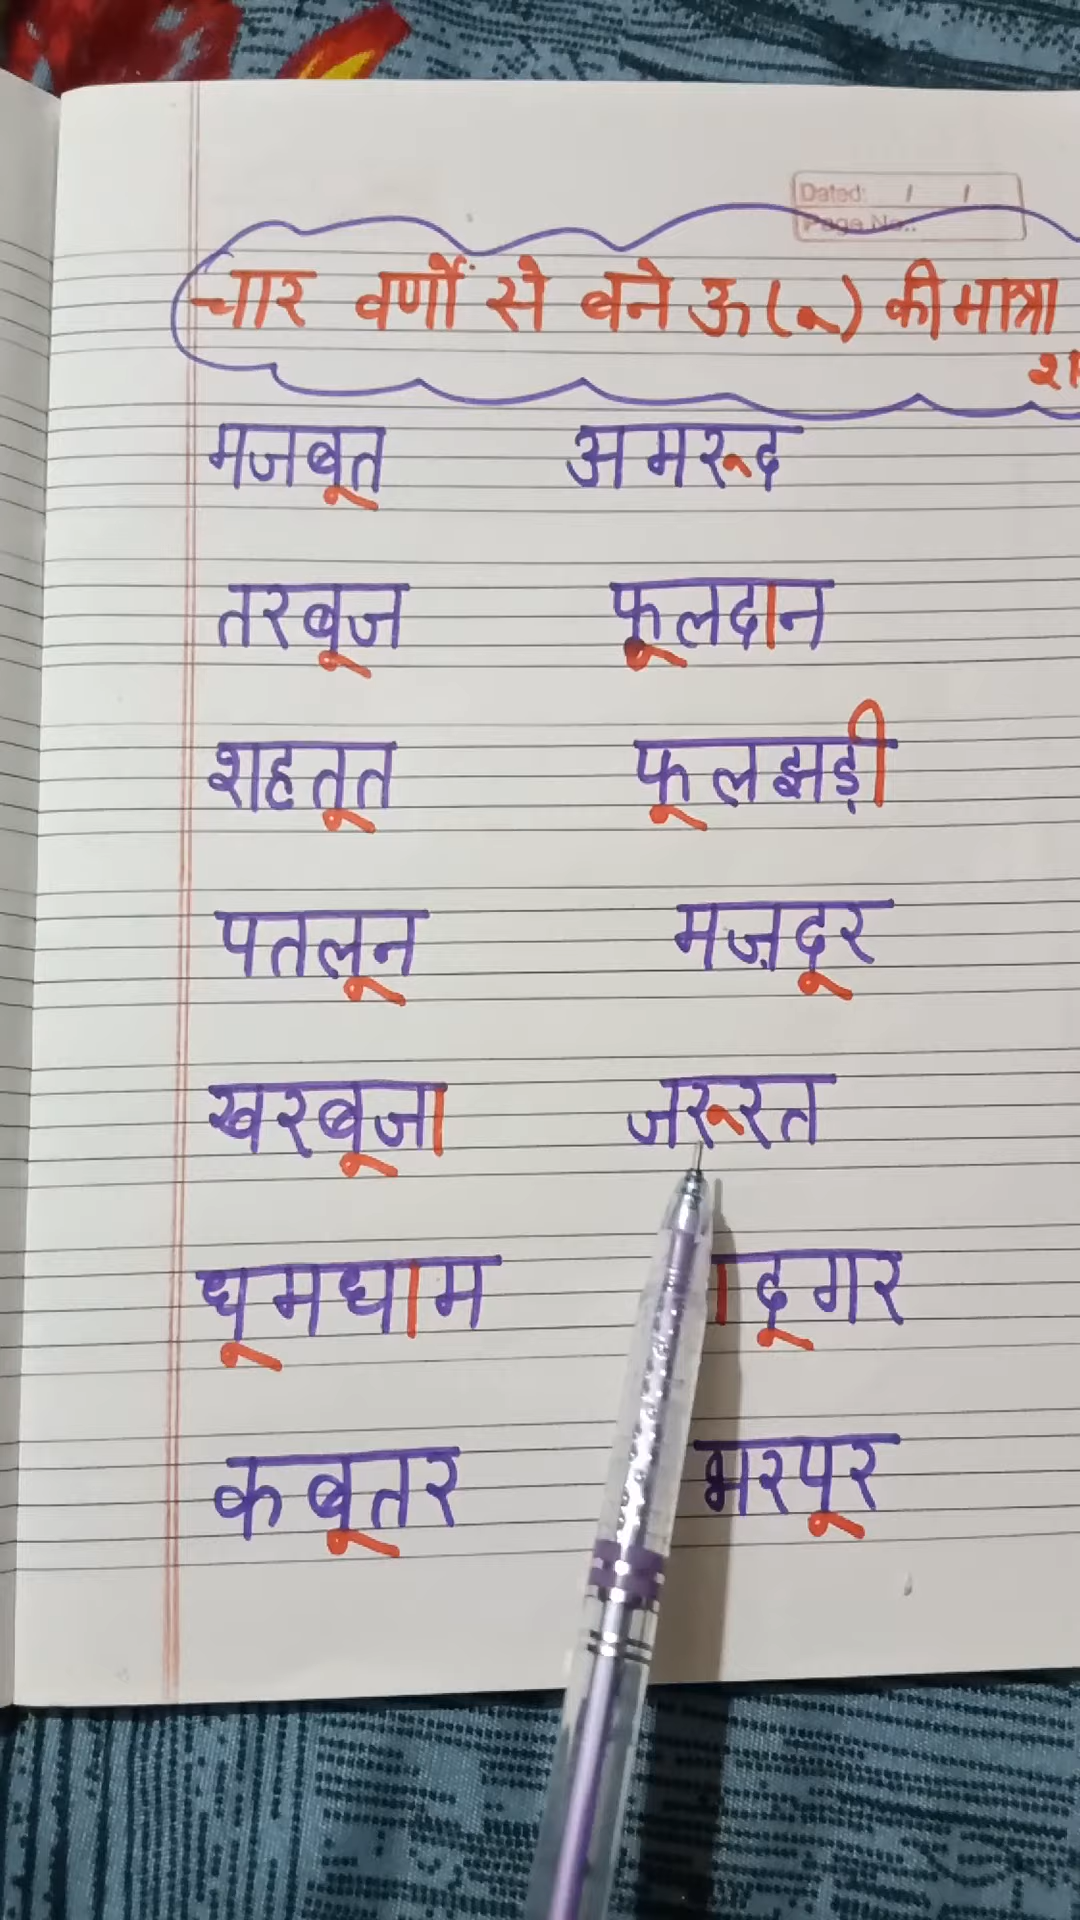 Dated: / /
Page No.:
चार वर्णों से बने ऊ (ू) की मात्रा
मजबूत अमरूद
तरबूज फूलदान
शहतूत फूलझड़ी
पतलून मज़दूर
खरबूजा जरूरत
धूमधाम ादूगर
कबूतर भरपूर